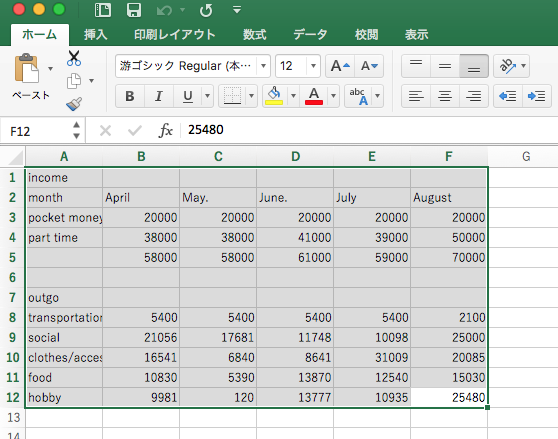 ホーム 挿入 印刷レイアウト 数式 データ 校閲 表示
ペースト
游ゴシック Regular (本… 12 A A
B I U A abc
F12 fx 25480
A B C D E F G
1 income
2 month April May. June. July August
3 pocket money 20000 20000 20000 20000 20000
4 part time 38000 38000 41000 39000 50000
5 58000 58000 61000 59000 70000
6
7 outgo
8 transportation 5400 5400 5400 5400 2100
9 social 21056 17681 11748 10098 25000
10 clothes/acces 16541 6840 8641 31009 20085
11 food 10830 5390 13870 12540 15030
12 hobby 9981 120 13777 10935 25480
13
14